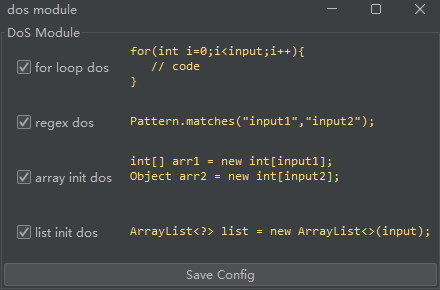 dos module
DoS Module
for loop dos
for(int i=0;i<input;i++){
// code
}
regex dos
Pattern.matches("input1","input2");
array init dos
int[] arr1 = new int[input1];
Object arr2 = new int[input2];
list init dos
ArrayList<?> list = new ArrayList<>(input);
Save Config